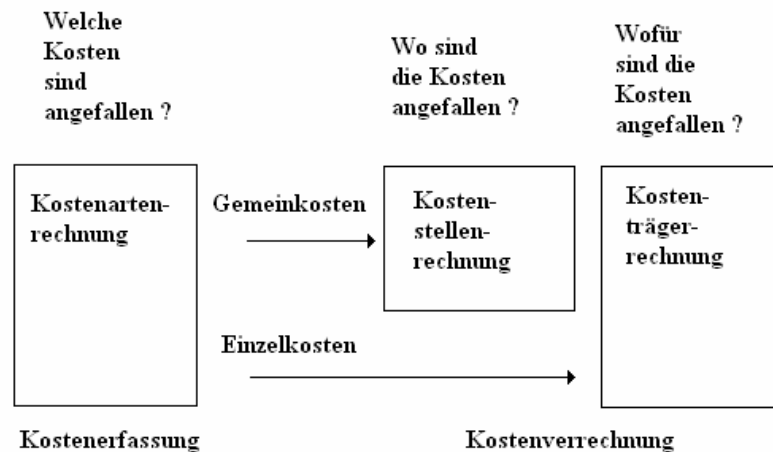 Welche
Kosten
sind
angefallen ?
Wo sind
die Kosten
angefallen ?
Wofür
sind die
Kosten
angefallen ?
Kostenarten-
rechnung
Gemeinkosten
Kosten-
stellen-
rechnung
Kosten-
träger-
rechnung
Einzelkosten
Kostenerfassung
Kostenverrechnung